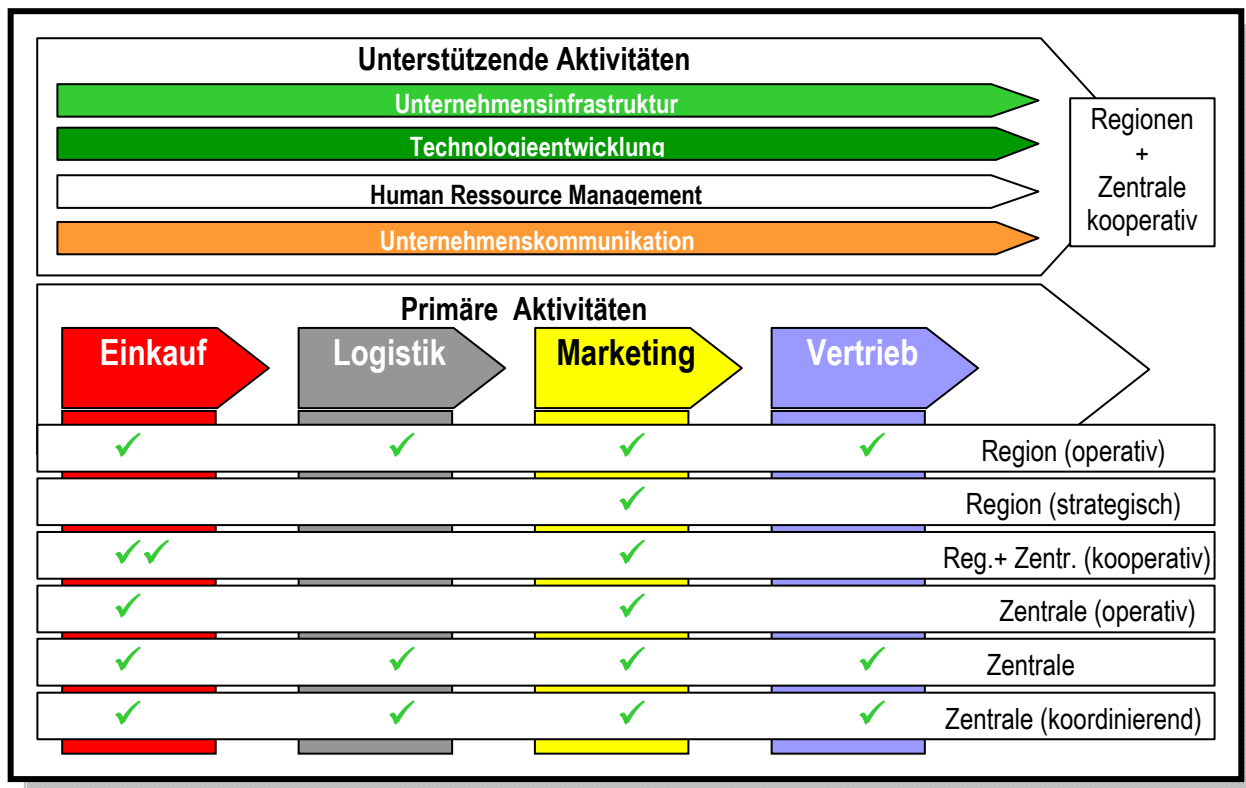 Unterstützende Aktivitäten
Unternehmensinfrastruktur
Technologieentwicklung
Human Ressource Management
Unternehmenskommunikation
Regionen
+
Zentrale
kooperativ
Primäre Aktivitäten
Einkauf
Logistik
Marketing
Vertrieb
✓ ✓ ✓ ✓ Region (operativ)
✓ Region (strategisch)
✓✓ ✓ Reg.+ Zentr. (kooperativ)
✓ ✓ Zentrale (operativ)
✓ ✓ ✓ ✓ Zentrale
✓ ✓ ✓ ✓ Zentrale (koordinierend)